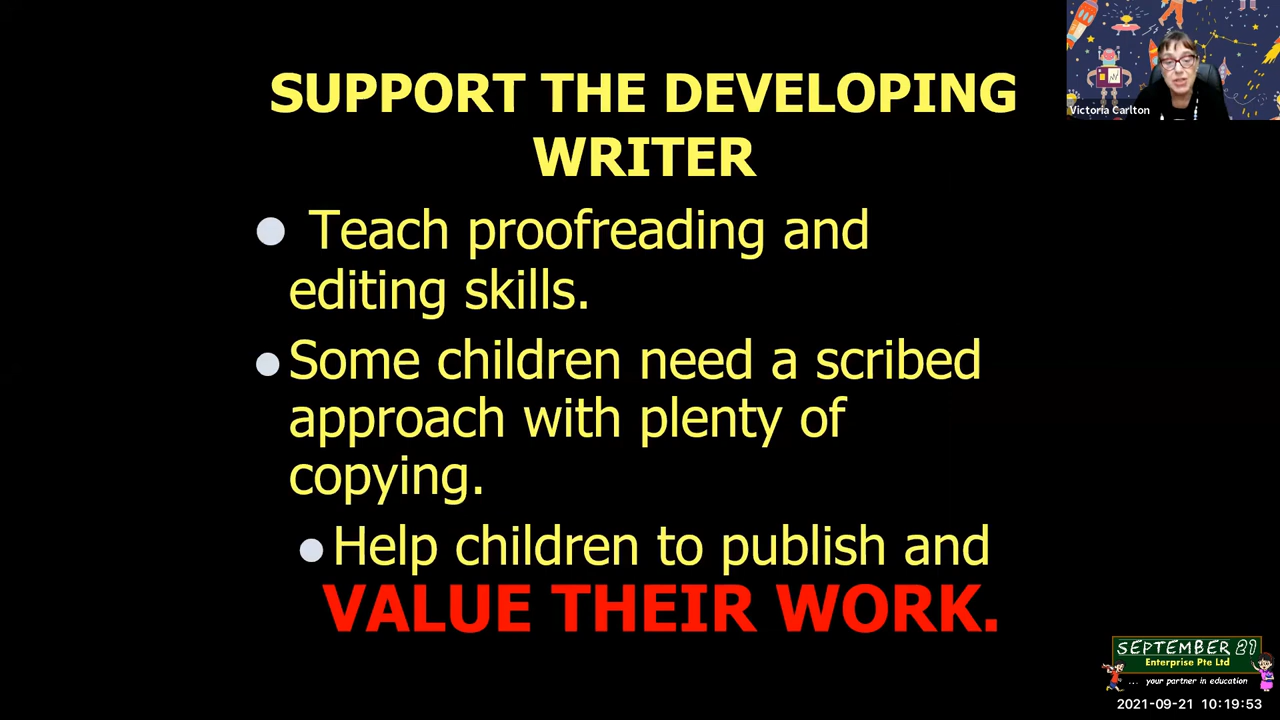 SUPPORT THE DEVELOPING
WRITER
Teach proofreading and
editing skills.
Some children need a scribed
approach with plenty of
copying.
Help children to publish and
VALUE THEIR WORK.
Victoria Carlton
SEPTEMBER 21
Enterprise Pte Ltd
... your partner in education
2021-09-21 10:19:53